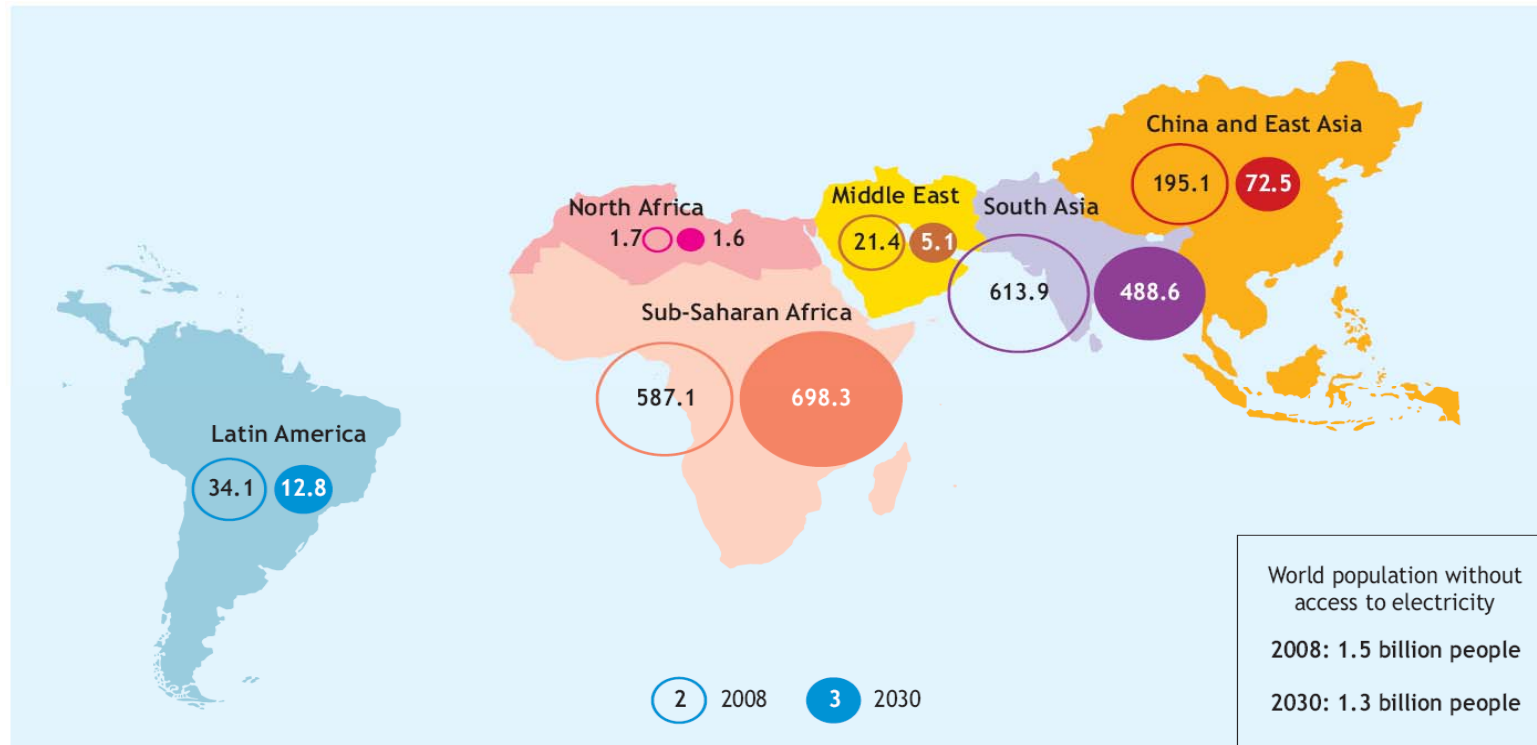 China and East Asia
195.1 72.5
Middle East
21.4 5.1
South Asia
613.9 488.6
North Africa
1.7 1.6
Sub-Saharan Africa
587.1 698.3
Latin America
34.1 12.8
World population without
access to electricity
2008: 1.5 billion people
2030: 1.3 billion people
2 2008 3 2030